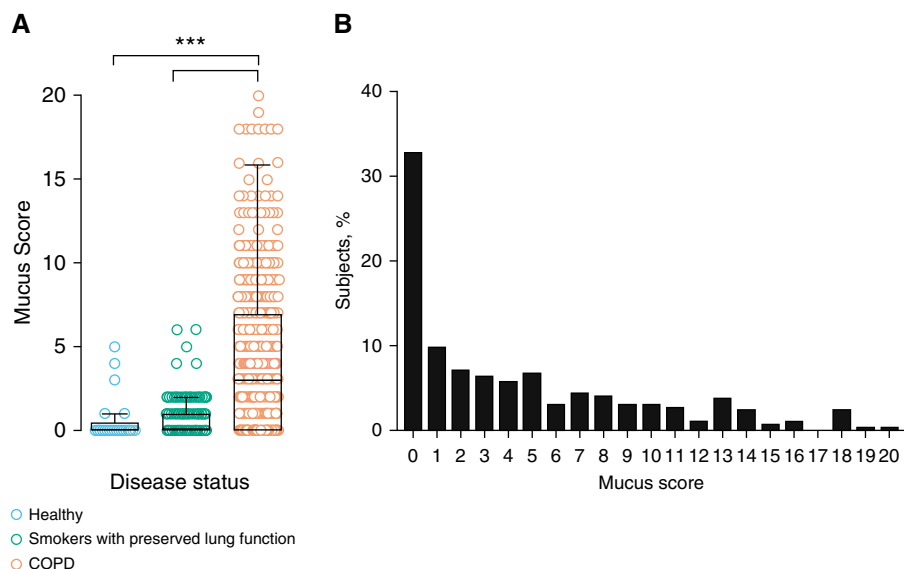 A
***
Mucus Score
20
15
10
5
0
Disease status
Healthy
Smokers with preserved lung function
COPD
B
Subjects, %
40
30
20
10
0
0 1 2 3 4 5 6 7 8 9 10 11 12 13 14 15 16 17 18 19 20
Mucus score